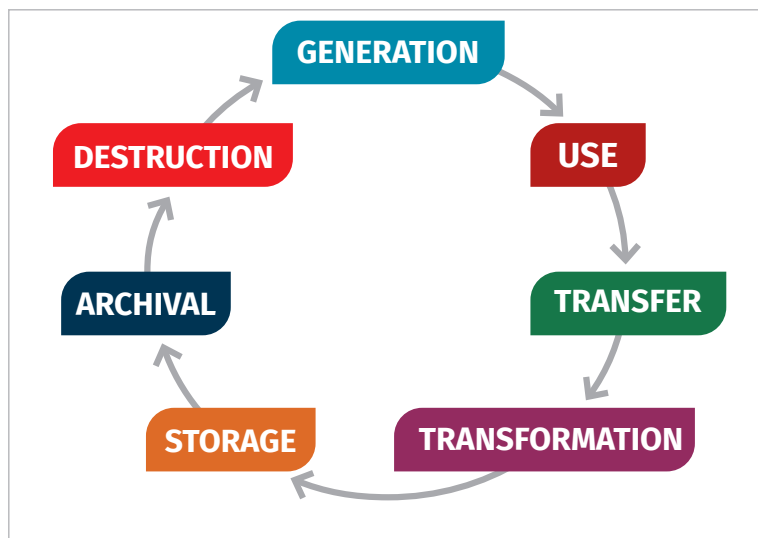 GENERATION
USE
TRANSFER
TRANSFORMATION
STORAGE
ARCHIVAL
DESTRUCTION